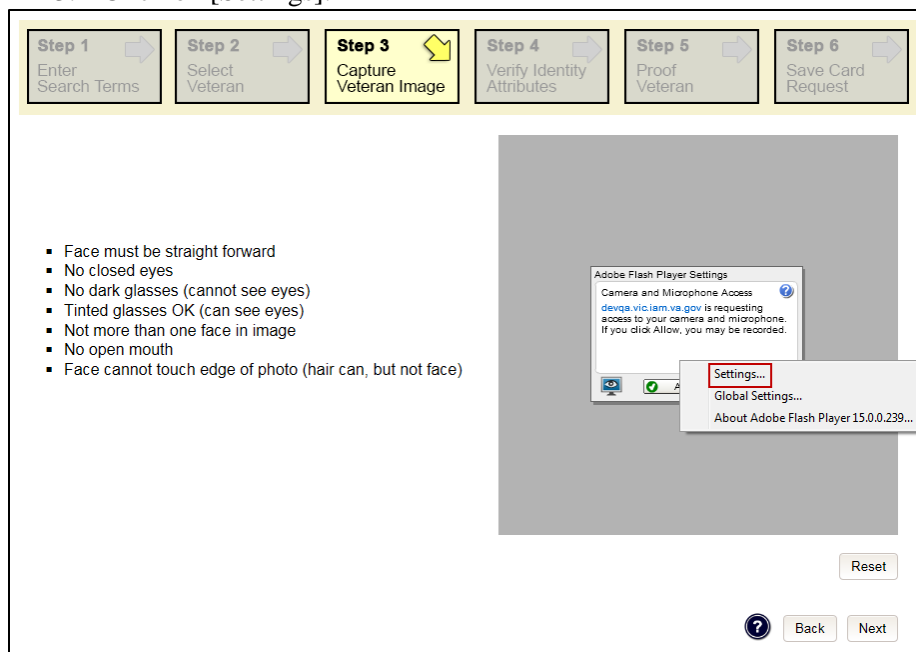 Step 1
Enter
Search Terms
Step 2
Select
Veteran
Step 3
Capture
Veteran Image
Step 4
Verify Identity
Attributes
Step 5
Proof
Veteran
Step 6
Save Card
Request
▪ Face must be straight forward
▪ No closed eyes
▪ No dark glasses (cannot see eyes)
▪ Tinted glasses OK (can see eyes)
▪ Not more than one face in image
▪ No open mouth
▪ Face cannot touch edge of photo (hair can, but not face)
Adobe Flash Player Settings
Camera and Microphone Access ?
devqa.vic.iam.va.gov is requesting
access to your camera and microphone.
If you click Allow, you may be recorded.
Settings...
Global Settings...
About Adobe Flash Player 15.0.0.239...
Reset
? Back Next